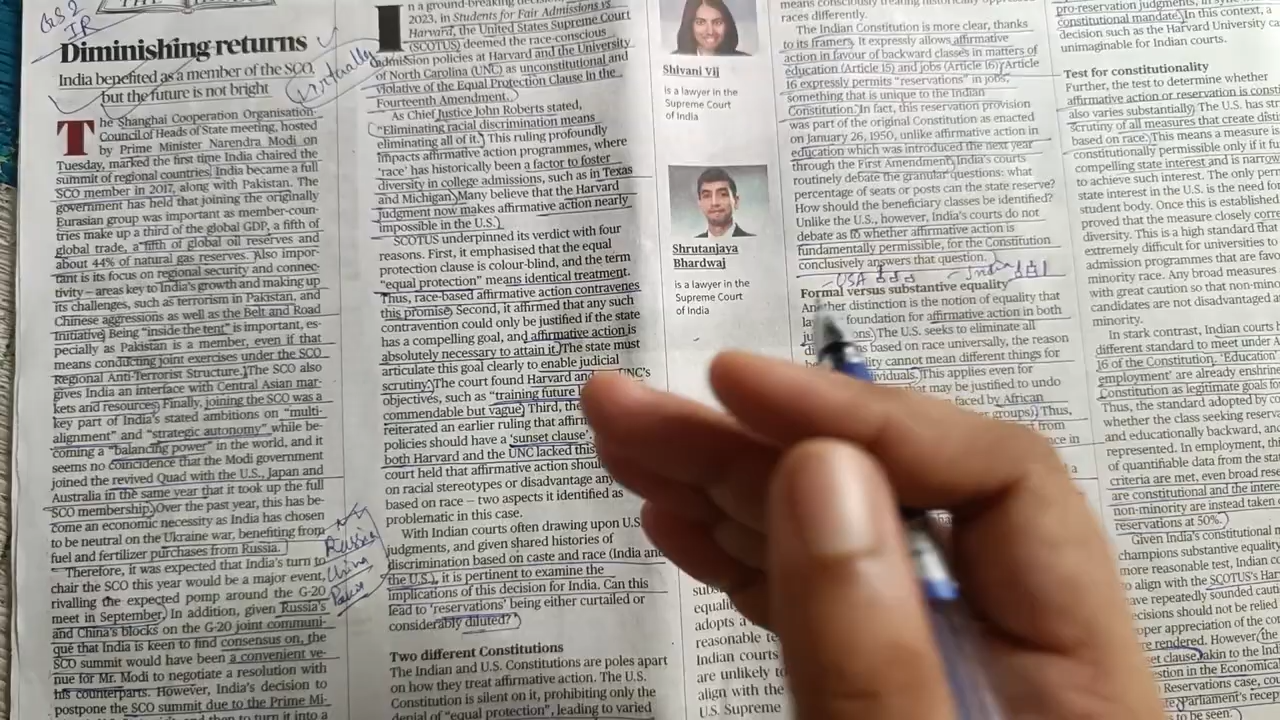 GS 2
IR
Diminishing returns
India benefited as a member of the SCO,
but the future is not bright
Virtually
The Shanghai Cooperation Organisation-
Council of Heads of State meeting, hosted
by Prime Minister Narendra Modi on
Tuesday, marked the first time India chaired the
summit of regional countries. India became a full
SCO member in 2017, along with Pakistan. The
government has held that joining the originally
Eurasian group was important as member-coun-
tries make up a third of the global GDP, a fifth of
global trade, a fifth of global oil reserves and
about 44% of natural gas reserves. Also impor-
tant is its focus on regional security and connec-
tivity – areas key to India's growth and making up
its challenges, such as terrorism in Pakistan, and
Chinese aggressions as well as the Belt and Road
Initiative. Being "inside the tent" is important, es-
pecially as Pakistan is a member, even if that
means conducting joint exercises under the SCO
Regional Anti-Terrorist Structure. The SCO also
gives India an interface with Central Asian mar-
kets and resources. Finally, joining the SCO was a
key part of India's stated ambitions on "multi-
alignment" and "strategic autonomy" while be-
coming a "balancing power" in the world, and it
seems no coincidence that the Modi government
joined the revived Quad with the U.S., Japan and
Australia in the same year that it took up the full
SCO membership. Over the past year, this has be-
come an economic necessity as India has chosen
to be neutral on the Ukraine war, benefiting from
fuel and fertilizer purchases from Russia.
Therefore, it was expected that India's turn to
chair the SCO this year would be a major event,
rivalling the expected pomp around the G-20
meet in September. In addition, given Russia's
and China's blocks on the G-20 joint communi-
qué that India is keen to find consensus on, the
SCO summit would have been a convenient ve-
nue for Mr. Modi to negotiate a resolution with
his counterparts. However, India's decision to
postpone the SCO summit due to the Prime Mi-
Russia
China
In a ground-breaking decision
2023, in Students for Fair Admissions vs.
Harvard, the United States Supreme Court
(SCOTUS) deemed the race-conscious
admission policies at Harvard and the University
of North Carolina (UNC) as unconstitutional and
violative of the Equal Protection Clause in the
Fourteenth Amendment.
As Chief Justice John Roberts stated,
"Eliminating racial discrimination means
eliminating all of it." This ruling profoundly
impacts affirmative action programmes, where
'race' has historically been a factor to foster
diversity in college admissions, such as in Texas
and Michigan. Many believe that the Harvard
judgment now makes affirmative action nearly
impossible in the U.S.
SCOTUS underpinned its verdict with four
reasons. First, it emphasised that the equal
protection clause is colour-blind, and the term
"equal protection" means identical treatment.
Thus, race-based affirmative action contravenes
this promise. Second, it affirmed that any such
contravention could only be justified if the state
has a compelling goal, and affirmative action is
absolutely necessary to attain it. The state must
articulate this goal clearly to enable judicial
scrutiny. The court found Harvard and UNC's
objectives, such as "training future
commendable but vague. Third, the
reiterated an earlier ruling that
policies should have a 'sunset clause'.
both Harvard and the UNC lacked this.
court held that affirmative action
on racial stereotypes or disadvantage
based on race – two aspects it identified as
problematic in this case.
With Indian courts often drawing upon U.S.
judgments, and given shared histories of
discrimination based on caste and race (India and
the U.S.), it is pertinent to examine the
implications of this decision for India. Can this
lead to 'reservations' being either curtailed or
considerably diluted?
Two different Constitutions
The Indian and U.S. Constitutions are poles apart
on how they treat affirmative action. The U.S.
Constitution is silent on it, prohibiting only the
denial of "equal protection", leading to varied
Shivani Vij
is a lawyer in the
Supreme Court
of India
Shrutanjaya
Bhardwaj
is a lawyer in the
Supreme Court
of India
equality
adopts a
reasonable
Indian courts
are unlikely to
align with the
U.S. Supreme
races differently.
The Indian Constitution is more clear, thanks
to its framers. It expressly allows affirmative
action in favour of backward classes in matters of
education (Article 15) and jobs (Article 16). Article
16 expressly permits "reservations" in jobs,
something that is unique to the Indian
Constitution. In fact, this reservation provision
was part of the original Constitution as enacted
on January 26, 1950, unlike affirmative action in
education which was introduced the next year
through the First Amendment. India's courts
routinely debate the granular questions: what
percentage of seats or posts can the state reserve?
How should the beneficiary classes be identified?
Unlike the U.S., however, India's courts do not
debate as to whether affirmative action is
fundamentally permissible, for the Constitution
conclusively answers that question.
USA India
Formal versus substantive equality
Another distinction is the notion of equality that
foundation for affirmative action in both
The U.S. seeks to eliminate all
based on race universally, the reason
cannot mean different things for
This applies even for
may be justified to undo
faced by African
groups). Thus,
from
in
pro-reservation judgments,
constitutional mandate. In this context, a
decision such as the Harvard University
unimaginable for Indian courts.
Test for constitutionality
Further, the test to determine whether
affirmative action or reservation is
also varies substantially. The U.S. has
scrutiny of all measures that create
based on race. This means a measure is
constitutionally permissible only if it
compelling state interest and is
to achieve such interest. The only
state interest in the U.S. is the need for
student body. Once this is established
proved that the measure closely
diversity. This is a high standard that
extremely difficult for universities to
admission programmes that are
minority race. Any broad measures
with great caution so that
candidates are not disadvantaged
minority.
In stark contrast, Indian courts
different standard to meet under
16 of the Constitution. 'Education'
employment' are already
Constitution as legitimate goals for
Thus, the standard adopted by
whether the class seeking
and educationally backward, and
represented. In employment,
of quantifiable data from the
criteria are met, even broad
are constitutional and the
non-minority are instead taken
reservations at 50%.
Given India's constitutional
champions substantive equality
more reasonable test, Indian
to align with the SCOTUS's
have repeatedly sounded
decisions should not be relied
proper appreciation of the
are rendered. However, the
clause, akin to the
in the Economic
Reservations case,
Parliament's
to be seen.